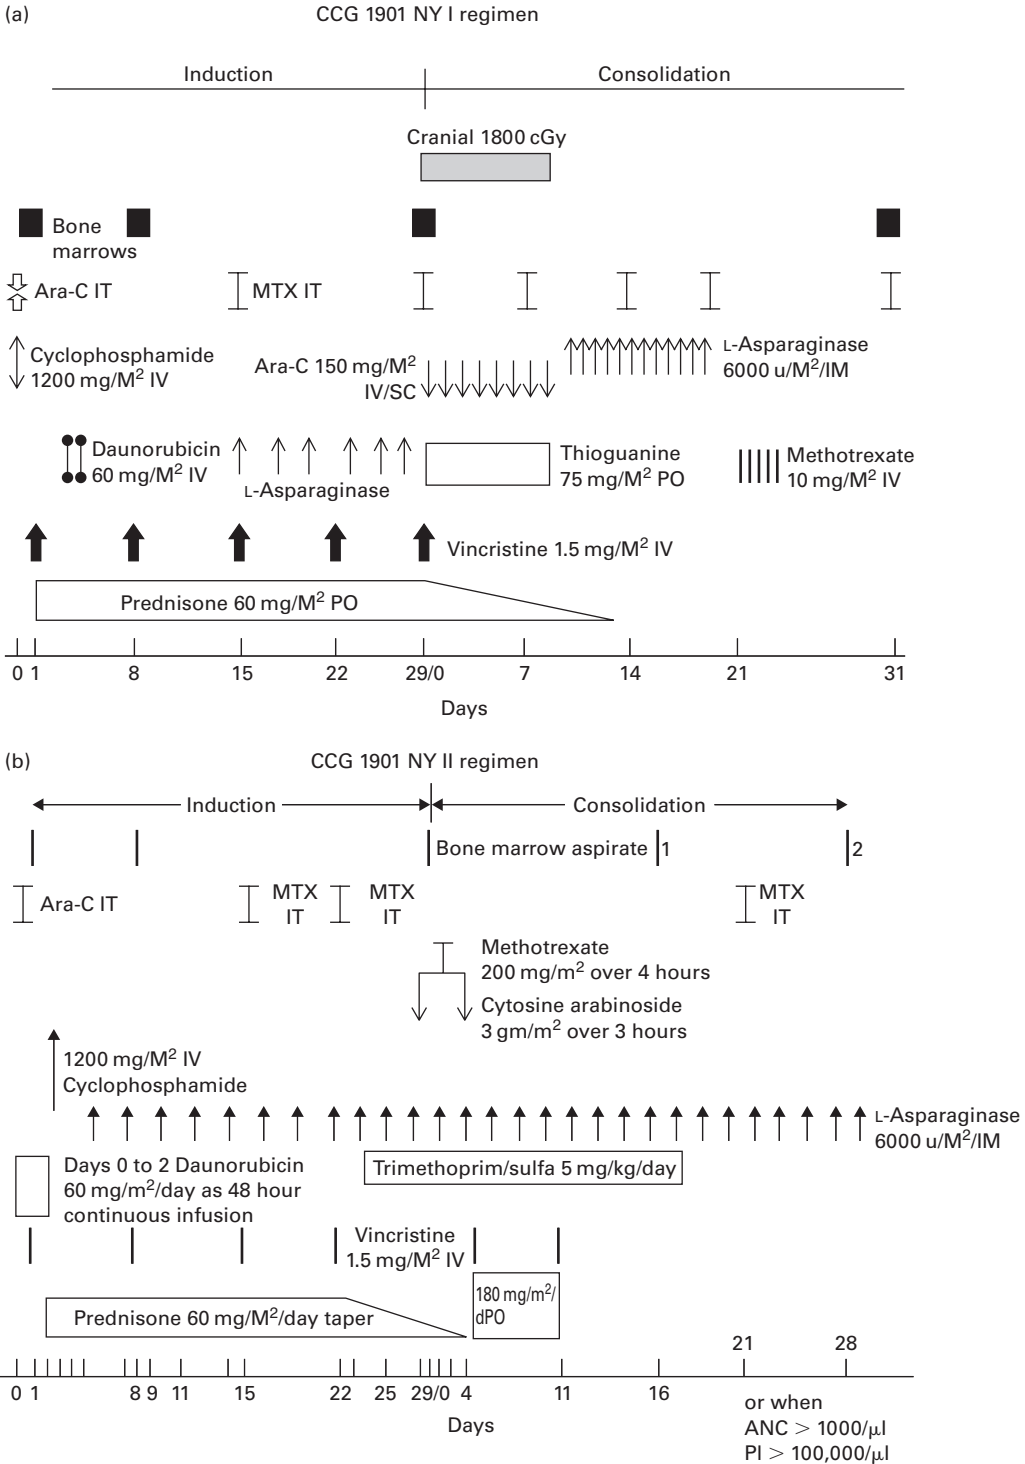 (a)
CCG 1901 NY I regimen
Induction
Consolidation
Cranial 1800 cGy
Bone
marrows
Ara-C IT
MTX IT
Cyclophosphamide
1200 mg/M² IV
Ara-C 150 mg/M²
IV/SC
L-Asparaginase
6000 u/M²/IM
Daunorubicin
60 mg/M² IV
L-Asparaginase
Thioguanine
75 mg/M² PO
Methotrexate
10 mg/M² IV
Vincristine 1.5 mg/M² IV
Prednisone 60 mg/M² PO
0 1 8 15 22 29/0 7 14 21 31
Days
(b)
CCG 1901 NY II regimen
Induction
Consolidation
Bone marrow aspirate 1 2
Ara-C IT
MTX
IT
MTX
IT
MTX
IT
Methotrexate
200 mg/m² over 4 hours
Cytosine arabinoside
3 gm/m² over 3 hours
1200 mg/M² IV
Cyclophosphamide
L-Asparaginase
6000 u/M²/IM
Days 0 to 2 Daunorubicin
60 mg/m²/day as 48 hour
continuous infusion
Trimethoprim/sulfa 5 mg/kg/day
Vincristine
1.5 mg/M² IV
180 mg/m²/
dPO
Prednisone 60 mg/M²/day taper
21 28
0 1 8 9 11 15 22 25 29/0 4 11 16
Days
or when
ANC > 1000/μl
PI > 100,000/μl